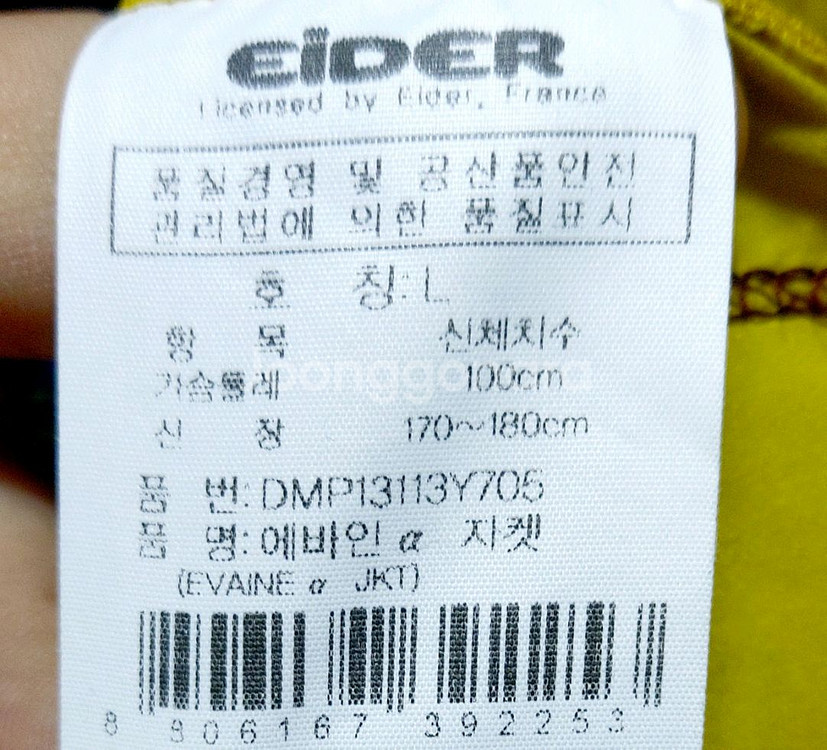 EiDER
Licensed by Eider, France
품질경영 및 공산품안전
관리법에 의한 품질표시
호 칭: L
항 목 신체치수
가슴둘레 100cm
신 장 170~180cm
품 번: DMP13113Y705
품 명: 에바인 α 지켓
(EVAINE α JKT)
8 806167 392253